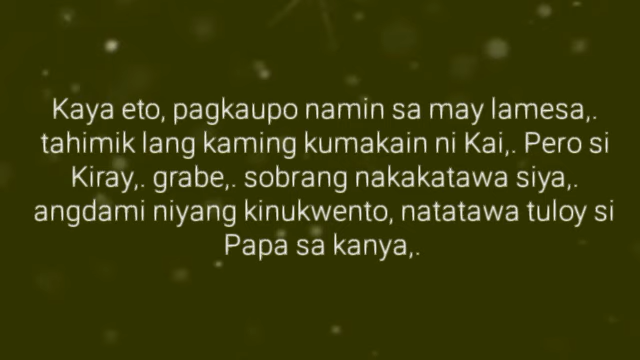 Kaya eto, pagkaupo namin sa may lamesa,.
tahimik lang kaming kumakain ni Kai,. Pero si
Kiray,. grabe,. sobrang nakakatawa siya,.
angdami niyang kinukwento, natatawa tuloy si
Papa sa kanya,.